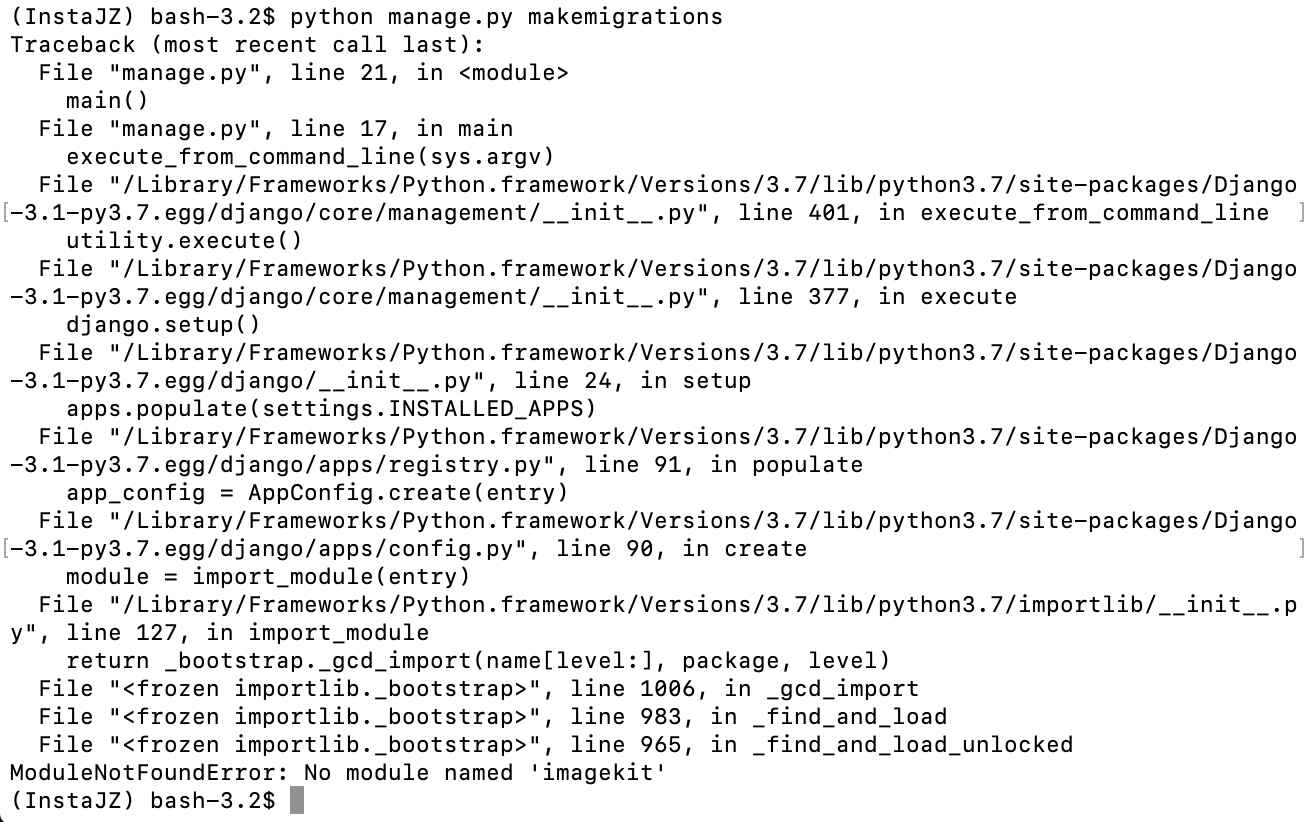 (InstaJZ) bash-3.2$ python manage.py makemigrations
Traceback (most recent call last):
  File "manage.py", line 21, in <module>
    main()
  File "manage.py", line 17, in main
    execute_from_command_line(sys.argv)
  File "/Library/Frameworks/Python.framework/Versions/3.7/lib/python3.7/site-packages/Django
[-3.1-py3.7.egg/django/core/management/__init__.py", line 401, in execute_from_command_line ]
    utility.execute()
  File "/Library/Frameworks/Python.framework/Versions/3.7/lib/python3.7/site-packages/Django
-3.1-py3.7.egg/django/core/management/__init__.py", line 377, in execute
    django.setup()
  File "/Library/Frameworks/Python.framework/Versions/3.7/lib/python3.7/site-packages/Django
-3.1-py3.7.egg/django/__init__.py", line 24, in setup
    apps.populate(settings.INSTALLED_APPS)
  File "/Library/Frameworks/Python.framework/Versions/3.7/lib/python3.7/site-packages/Django
-3.1-py3.7.egg/django/apps/registry.py", line 91, in populate
    app_config = AppConfig.create(entry)
  File "/Library/Frameworks/Python.framework/Versions/3.7/lib/python3.7/site-packages/Django
[-3.1-py3.7.egg/django/apps/config.py", line 90, in create ]
    module = import_module(entry)
  File "/Library/Frameworks/Python.framework/Versions/3.7/lib/python3.7/importlib/__init__.p
y", line 127, in import_module
    return _bootstrap._gcd_import(name[level:], package, level)
  File "<frozen importlib._bootstrap>", line 1006, in _gcd_import
  File "<frozen importlib._bootstrap>", line 983, in _find_and_load
  File "<frozen importlib._bootstrap>", line 965, in _find_and_load_unlocked
ModuleNotFoundError: No module named 'imagekit'
(InstaJZ) bash-3.2$